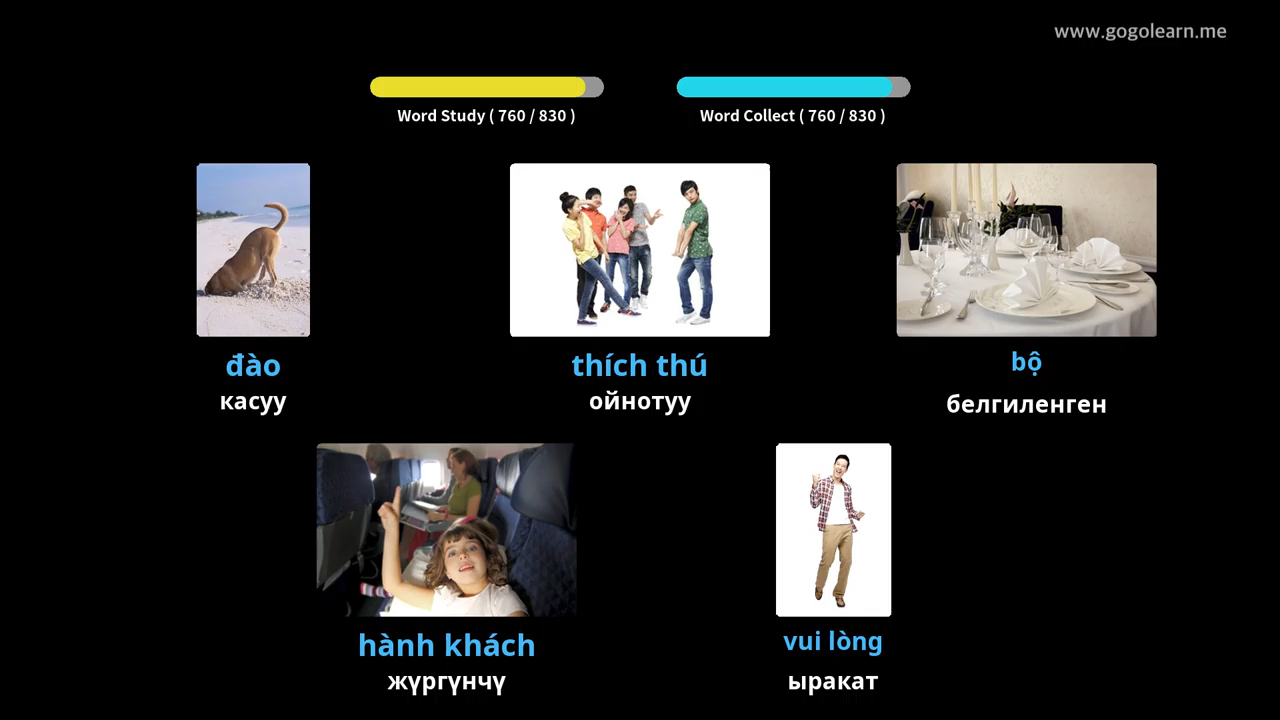 www.gogolearn.me
Word Study ( 760 / 830 )
Word Collect ( 760 / 830 )
đào
касуу
thích thú
ойнотуу
bộ
белгиленген
hành khách
жүргүнчү
vui lòng
ыракат